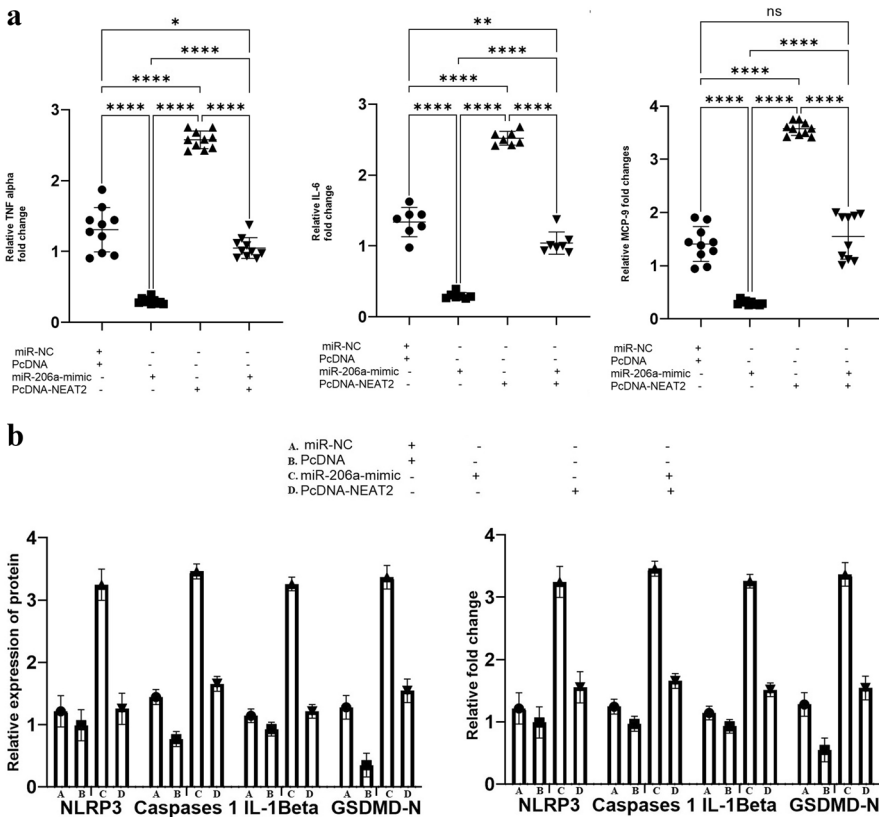 a
*
****
****
**** **** ****
3
2
1
0
Relative TNF alpha
fold change
miR-NC + - - -
PcDNA + - - -
miR-206a-mimic - + - +
PcDNA-NEAT2 - - + +
**
****
****
**** **** ****
3
2
1
0
Relative IL-6
fold change
miR-NC + - - -
PcDNA + - - -
miR-206a-mimic - + - +
PcDNA-NEAT2 - - + +
ns
****
****
**** **** ****
4
3
2
1
0
Relative MCP-9 fold changes
miR-NC + - - -
PcDNA + - - -
miR-206a-mimic - + - +
PcDNA-NEAT2 - - + +
b
A. miR-NC + - - -
B. PcDNA + - - -
C. miR-206a-mimic - + - +
D. PcDNA-NEAT2 - - + +
4
3
2
1
0
Relative expression of protein
A B C D A B C D A B C D A B C D
NLRP3 Caspases 1 IL-1Beta GSDMD-N
4
3
2
1
0
Relative fold change
A B C D A B C D A B C D A B C D
NLRP3 Caspases 1 IL-1Beta GSDMD-N